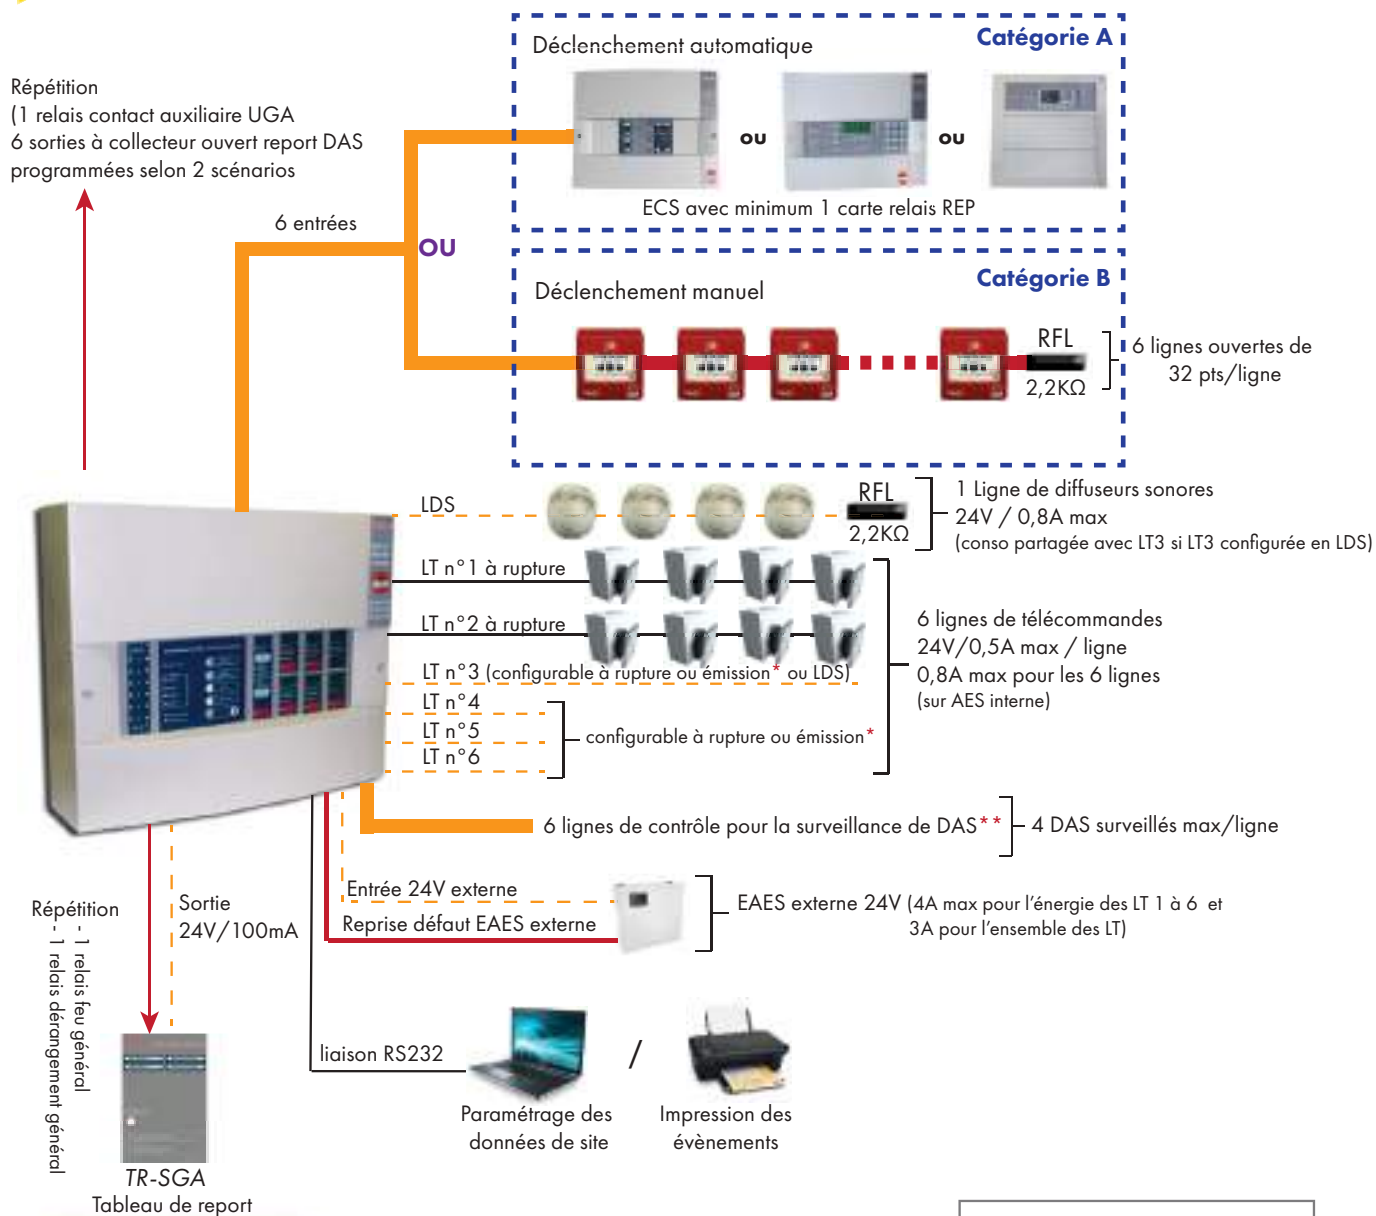 Catégorie A
Déclenchement automatique
Répétition
(1 relais contact auxiliaire UGA
6 sorties à collecteur ouvert report DAS
programmées selon 2 scénarios
ou
ou
ECS avec minimum 1 carte relais REP
6 entrées
OU
Catégorie B
Déclenchement manuel
RFL
2,2KΩ
6 lignes ouvertes de
32 pts/ligne
LDS
RFL
2,2KΩ
1 Ligne de diffuseurs sonores
24V / 0,8A max
(conso partagée avec LT3 si LT3 configurée en LDS)
LT n°1 à rupture
LT n°2 à rupture
LT n°3 (configurable à rupture ou émission* ou LDS)
LT n°4
LT n°5
LT n°6
configurable à rupture ou émission*
6 lignes de télécommandes
24V/0,5A max / ligne
0,8A max pour les 6 lignes
(sur AES interne)
6 lignes de contrôle pour la surveillance de DAS**
4 DAS surveillés max/ligne
Entrée 24V externe
Reprise défaut EAES externe
EAES externe 24V (4A max pour l'énergie des LT 1 à 6 et
3A pour l'ensemble des LT)
Répétition
- 1 relais feu général
- 1 relais dérangement général
Sortie
24V/100mA
liaison RS232
/
Paramétrage des
données de site
Impression des
évènements
TR-SGA
Tableau de report